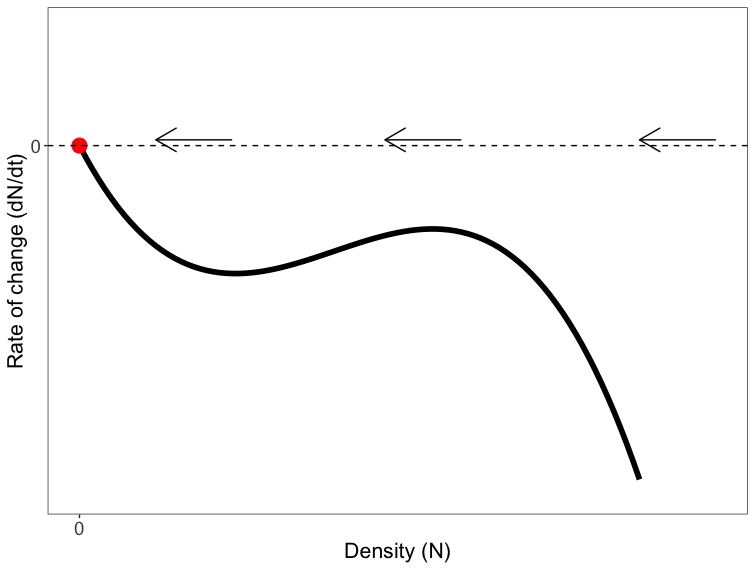 0
Rate of change (dN/dt)
0
Density (N)